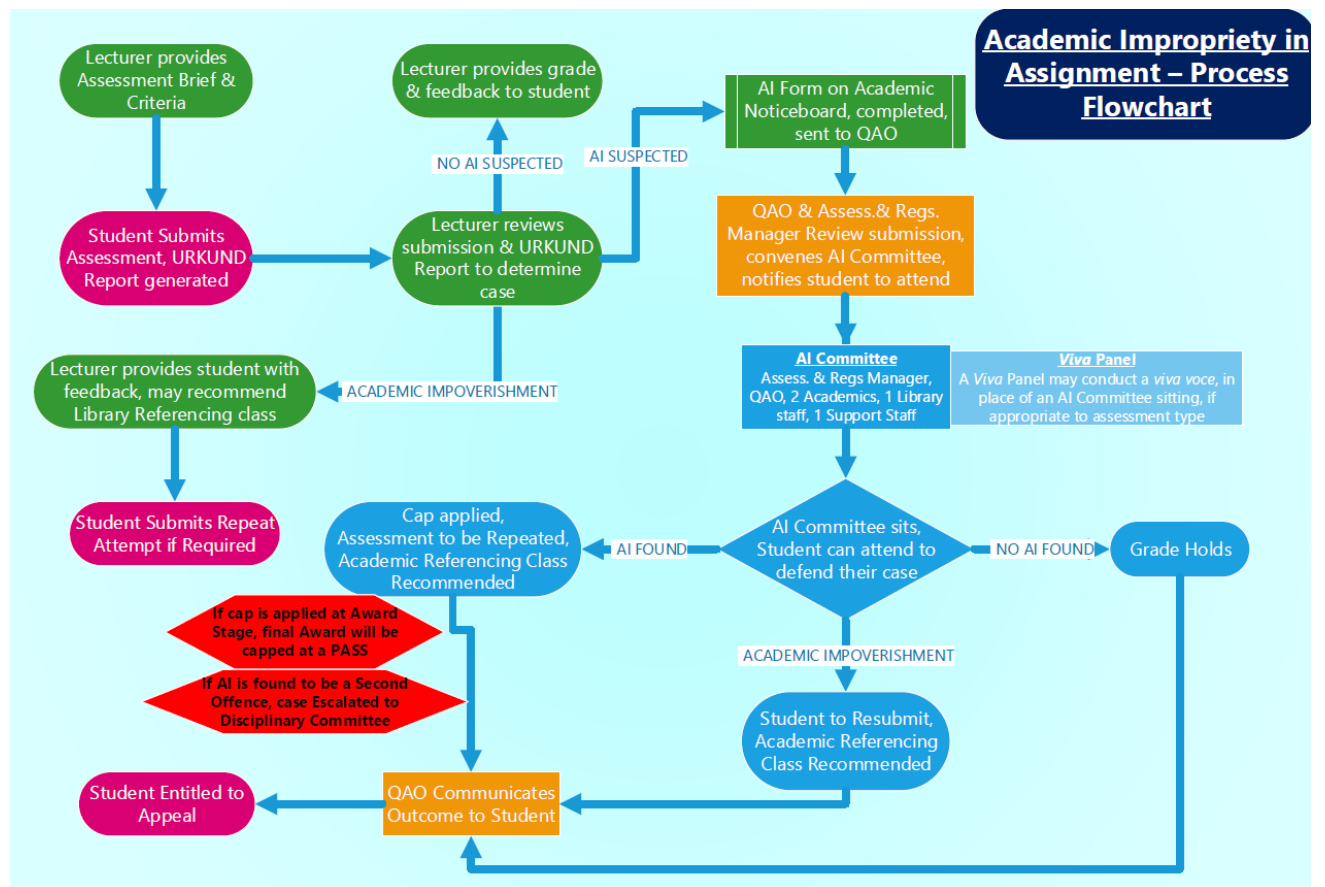 Academic Impropriety in
Assignment – Process
Flowchart
Lecturer provides
Assessment Brief &
Criteria
Lecturer provides grade
& feedback to student
AI Form on Academic
Noticeboard, completed,
sent to QAO
NO AI SUSPECTED
AI SUSPECTED
Student Submits
Assessment, URKUND
Report generated
Lecturer reviews
submission & URKUND
Report to determine
case
QAO & Assess.& Regs.
Manager Review submission,
convenes AI Committee,
notifies student to attend
Lecturer provides student with
feedback, may recommend
Library Referencing class
ACADEMIC IMPOVERISHMENT
AI Committee
Assess. & Regs Manager,
QAO, 2 Academics, 1 Library
staff, 1 Support Staff
Viva Panel
A Viva Panel may conduct a viva voce, in
place of an AI Committee sitting, if
appropriate to assessment type
Student Submits Repeat
Attempt if Required
Cap applied,
Assessment to be Repeated,
Academic Referencing Class
Recommended
AI FOUND
AI Committee sits,
Student can attend to
defend their case
NO AI FOUND
Grade Holds
If cap is applied at Award
Stage, final Award will be
capped at a PASS
If AI is found to be a Second
Offence, case Escalated to
Disciplinary Committee
ACADEMIC IMPOVERISHMENT
Student to Resubmit,
Academic Referencing
Class Recommended
Student Entitled to
Appeal
QAO Communicates
Outcome to Student